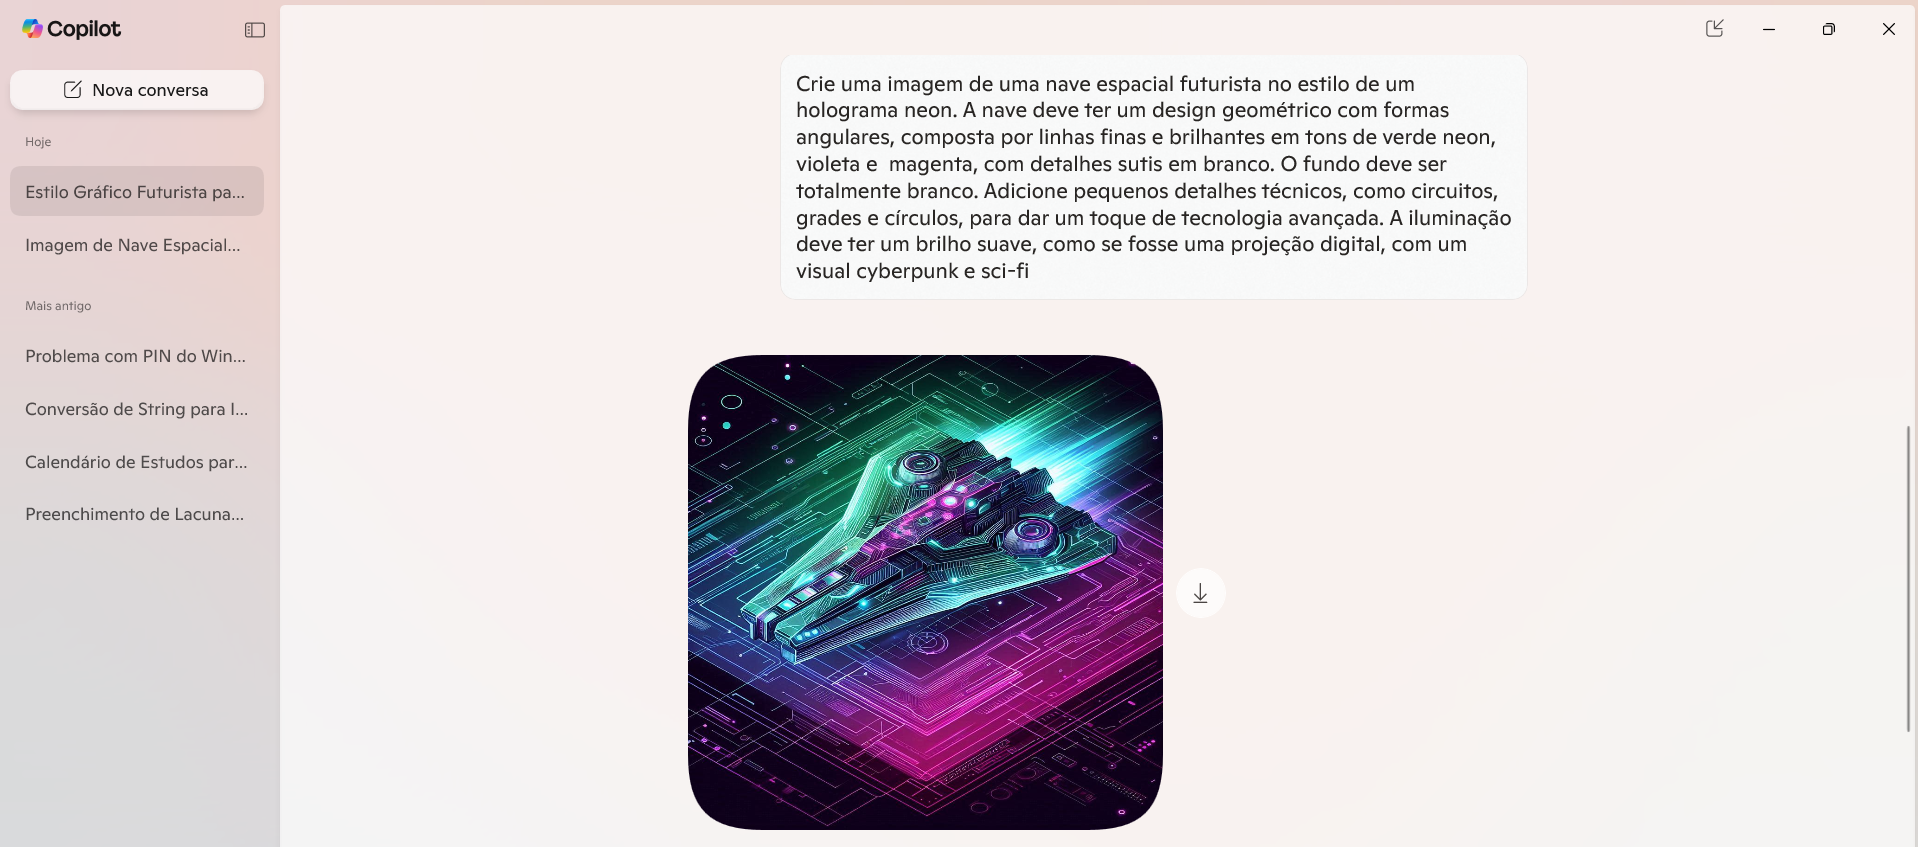 Copilot
Nova conversa
Hoje
Estilo Gráfico Futurista pa...
Imagem de Nave Espacial...
Mais antigo
Problema com PIN do Win...
Conversão de String para I...
Calendário de Estudos par...
Preenchimento de Lacuna...
Crie uma imagem de uma nave espacial futurista no estilo de um
holograma neon. A nave deve ter um design geométrico com formas
angulares, composta por linhas finas e brilhantes em tons de verde neon,
violeta e  magenta, com detalhes sutis em branco. O fundo deve ser
totalmente branco. Adicione pequenos detalhes técnicos, como circuitos,
grades e círculos, para dar um toque de tecnologia avançada. A iluminação
deve ter um brilho suave, como se fosse uma projeção digital, com um
visual cyberpunk e sci-fi